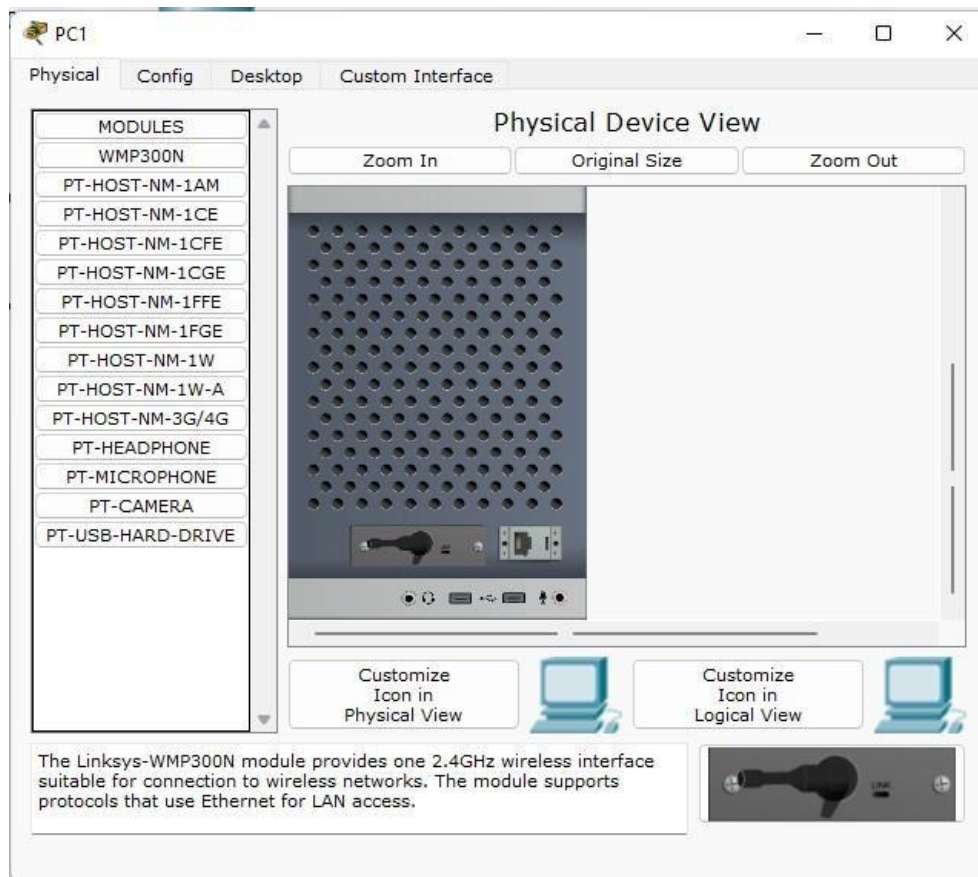 PC1
Physical Config Desktop Custom Interface
MODULES
WMP300N
PT-HOST-NM-1AM
PT-HOST-NM-1CE
PT-HOST-NM-1CFE
PT-HOST-NM-1CGE
PT-HOST-NM-1FFE
PT-HOST-NM-1FGE
PT-HOST-NM-1W
PT-HOST-NM-1W-A
PT-HOST-NM-3G/4G
PT-HEADPHONE
PT-MICROPHONE
PT-CAMERA
PT-USB-HARD-DRIVE
Physical Device View
Zoom In Original Size Zoom Out
Customize
Icon in
Physical View
Customize
Icon in
Logical View
The Linksys-WMP300N module provides one 2.4GHz wireless interface
suitable for connection to wireless networks. The module supports
protocols that use Ethernet for LAN access.
LINK